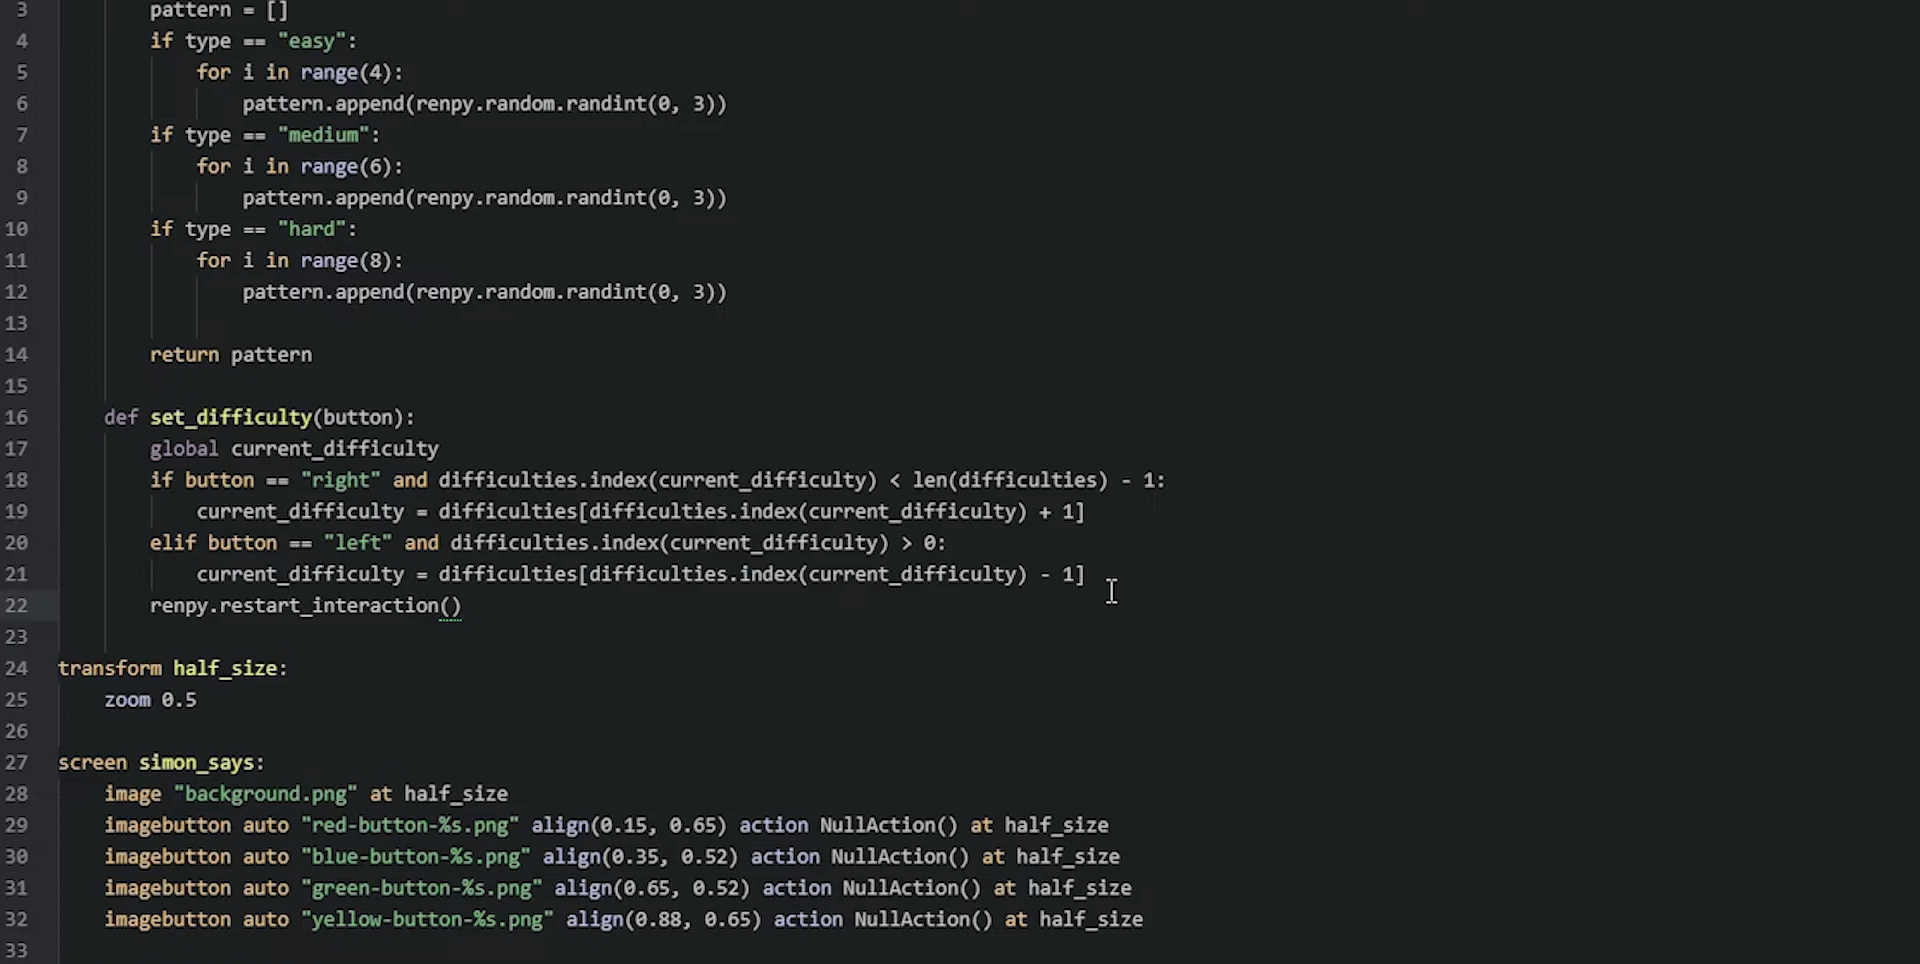 3 pattern = []
4 if type == "easy":
5 for i in range(4):
6 pattern.append(renpy.random.randint(0, 3))
7 if type == "medium":
8 for i in range(6):
9 pattern.append(renpy.random.randint(0, 3))
10 if type == "hard":
11 for i in range(8):
12 pattern.append(renpy.random.randint(0, 3))
13
14 return pattern
15
16 def set_difficulty(button):
17 global current_difficulty
18 if button == "right" and difficulties.index(current_difficulty) < len(difficulties) - 1:
19 current_difficulty = difficulties[difficulties.index(current_difficulty) + 1]
20 elif button == "left" and difficulties.index(current_difficulty) > 0:
21 current_difficulty = difficulties[difficulties.index(current_difficulty) - 1]
22 renpy.restart_interaction()
23
24 transform half_size:
25 zoom 0.5
26
27 screen simon_says:
28 image "background.png" at half_size
29 imagebutton auto "red-button-%s.png" align(0.15, 0.65) action NullAction() at half_size
30 imagebutton auto "blue-button-%s.png" align(0.35, 0.52) action NullAction() at half_size
31 imagebutton auto "green-button-%s.png" align(0.65, 0.52) action NullAction() at half_size
32 imagebutton auto "yellow-button-%s.png" align(0.88, 0.65) action NullAction() at half_size
33